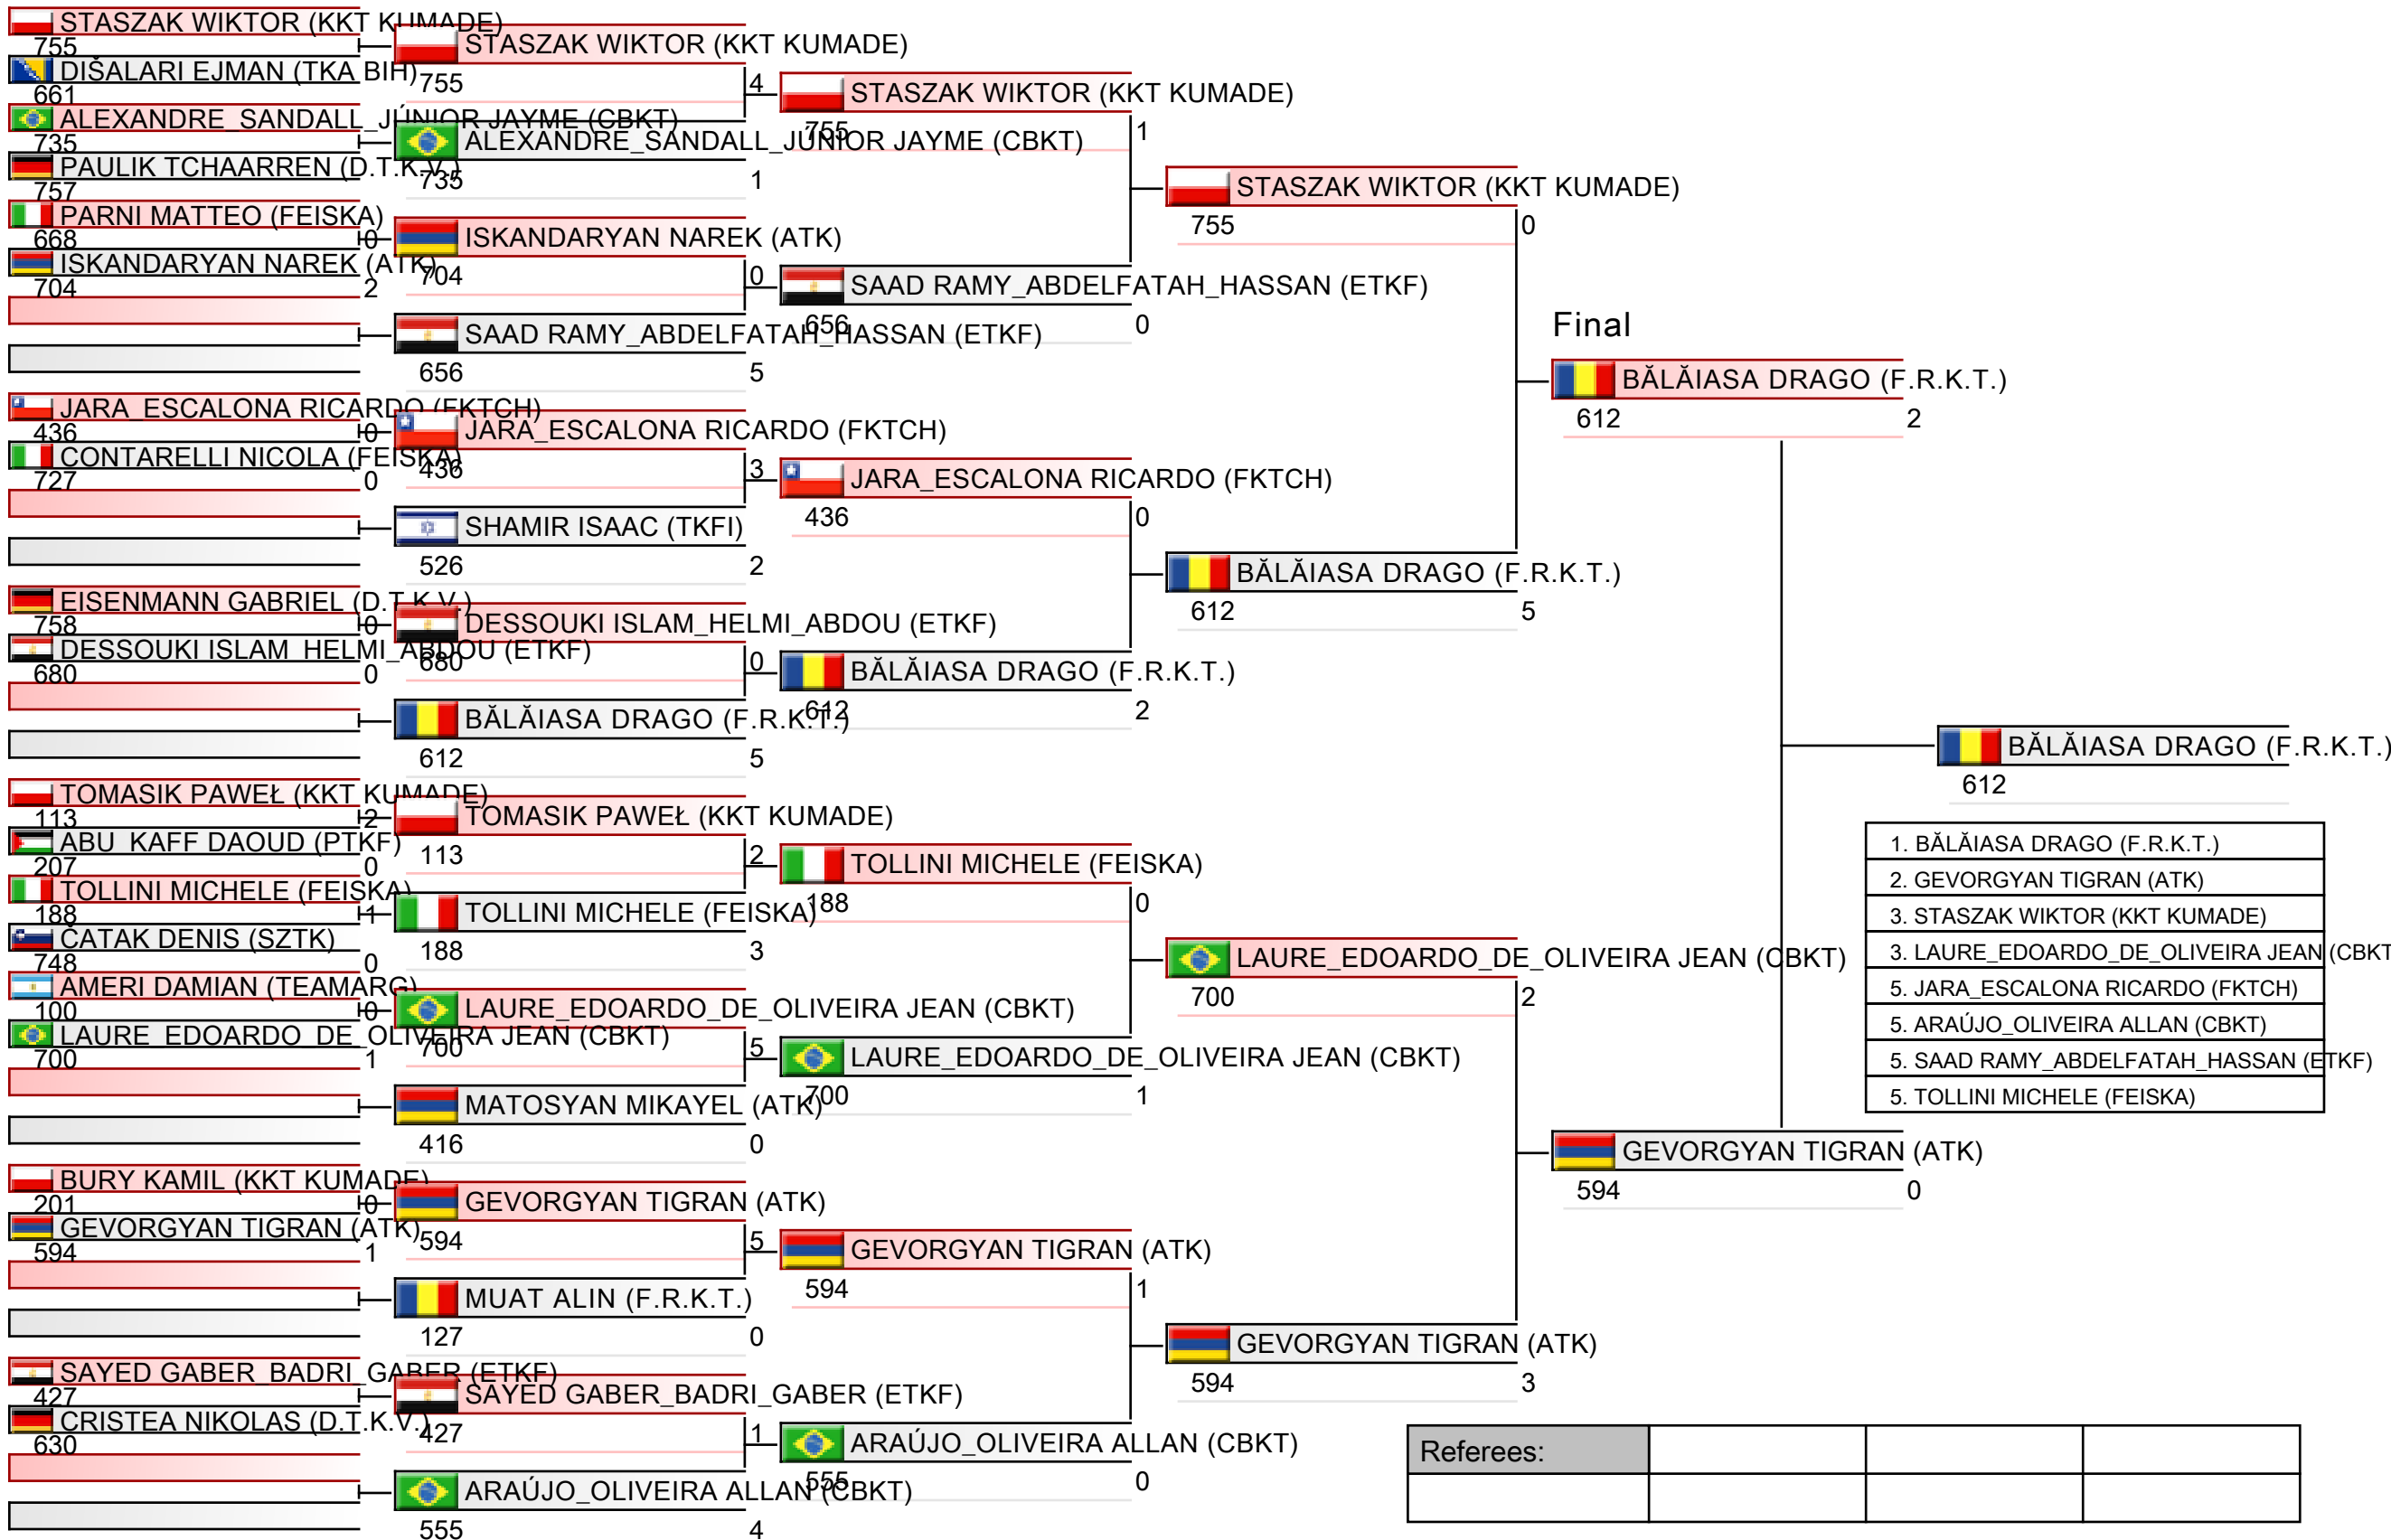 STASZAK WIKTOR (KKT KUMADE)
755
DIŠALARI EJMAN (TKA BIH)
661
ALEXANDRE_SANDALL_JÚNIOR JAYME (CBKT)
735
PAULIK TCHAARREN (D.T.K.V.)
757
PARNI MATTEO (FEISKA)
668
0
ISKANDARYAN NAREK (ATK)
704
2
JARA_ESCALONA RICARDO (FKTCH)
436
0
CONTARELLI NICOLA (FEISKA)
727
0
EISENMANN GABRIEL (D.T.K.V.)
758
0
DESSOUKI ISLAM_HELMI_ABDOU (ETKF)
680
0
TOMASIK PAWEŁ (KKT KUMADE)
113
2
ABU_KAFF DAOUD (PTKF)
207
0
TOLLINI MICHELE (FEISKA)
188
1
ČATAK DENIS (SZTK)
748
0
AMERI DAMIAN (TEAMARG)
100
0
LAURE_EDOARDO_DE_OLIVEIRA JEAN (CBKT)
700
1
BURY KAMIL (KKT KUMADE)
201
0
GEVORGYAN TIGRAN (ATK)
594
1
SAYED GABER_BADRI_GABER (ETKF)
427
CRISTEA NIKOLAS (D.T.K.V.)
630
STASZAK WIKTOR (KKT KUMADE)
755
4
ALEXANDRE_SANDALL_JÚNIOR JAYME (CBKT)
735
1
ISKANDARYAN NAREK (ATK)
704
0
SAAD RAMY_ABDELFATAH_HASSAN (ETKF)
656
5
JARA_ESCALONA RICARDO (FKTCH)
436
3
SHAMIR ISAAC (TKFI)
526
2
DESSOUKI ISLAM_HELMI_ABDOU (ETKF)
680
0
BĂLĂIASA DRAGO (F.R.K.T.)
612
5
TOMASIK PAWEŁ (KKT KUMADE)
113
2
TOLLINI MICHELE (FEISKA)
188
3
LAURE_EDOARDO_DE_OLIVEIRA JEAN (CBKT)
700
5
MATOSYAN MIKAYEL (ATK)
416
0
GEVORGYAN TIGRAN (ATK)
594
5
MUAT ALIN (F.R.K.T.)
127
0
SAYED GABER_BADRI_GABER (ETKF)
427
1
ARAÚJO_OLIVEIRA ALLAN (CBKT)
555
4
STASZAK WIKTOR (KKT KUMADE)
755
1
SAAD RAMY_ABDELFATAH_HASSAN (ETKF)
656
0
JARA_ESCALONA RICARDO (FKTCH)
436
0
BĂLĂIASA DRAGO (F.R.K.T.)
612
2
TOLLINI MICHELE (FEISKA)
188
0
LAURE_EDOARDO_DE_OLIVEIRA JEAN (CBKT)
700
1
GEVORGYAN TIGRAN (ATK)
594
1
ARAÚJO_OLIVEIRA ALLAN (CBKT)
555
0
STASZAK WIKTOR (KKT KUMADE)
755
0
BĂLĂIASA DRAGO (F.R.K.T.)
612
5
LAURE_EDOARDO_DE_OLIVEIRA JEAN (CBKT)
700
2
GEVORGYAN TIGRAN (ATK)
594
3
Final
BĂLĂIASA DRAGO (F.R.K.T.)
612
2
GEVORGYAN TIGRAN (ATK)
594
0
BĂLĂIASA DRAGO (F.R.K.T.)
612
1. BĂLĂIASA DRAGO (F.R.K.T.)
2. GEVORGYAN TIGRAN (ATK)
3. STASZAK WIKTOR (KKT KUMADE)
3. LAURE_EDOARDO_DE_OLIVEIRA JEAN (CBKT
5. JARA_ESCALONA RICARDO (FKTCH)
5. ARAÚJO_OLIVEIRA ALLAN (CBKT)
5. SAAD RAMY_ABDELFATAH_HASSAN (ETKF)
5. TOLLINI MICHELE (FEISKA)
Referees: